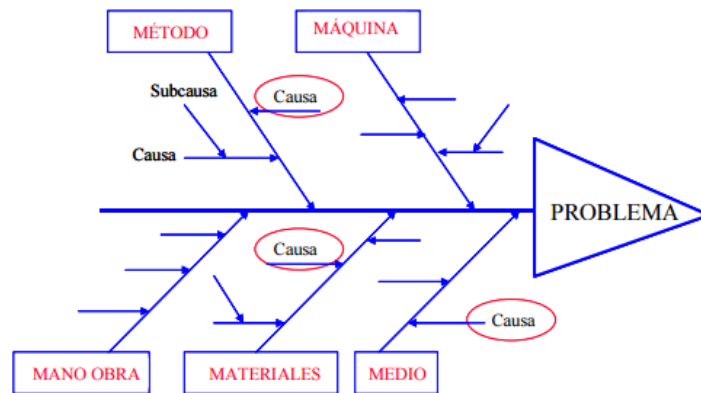 MÉTODO
MÁQUINA
Subcausa
Causa
Causa
PROBLEMA
Causa
Causa
MANO OBRA
MATERIALES
MEDIO